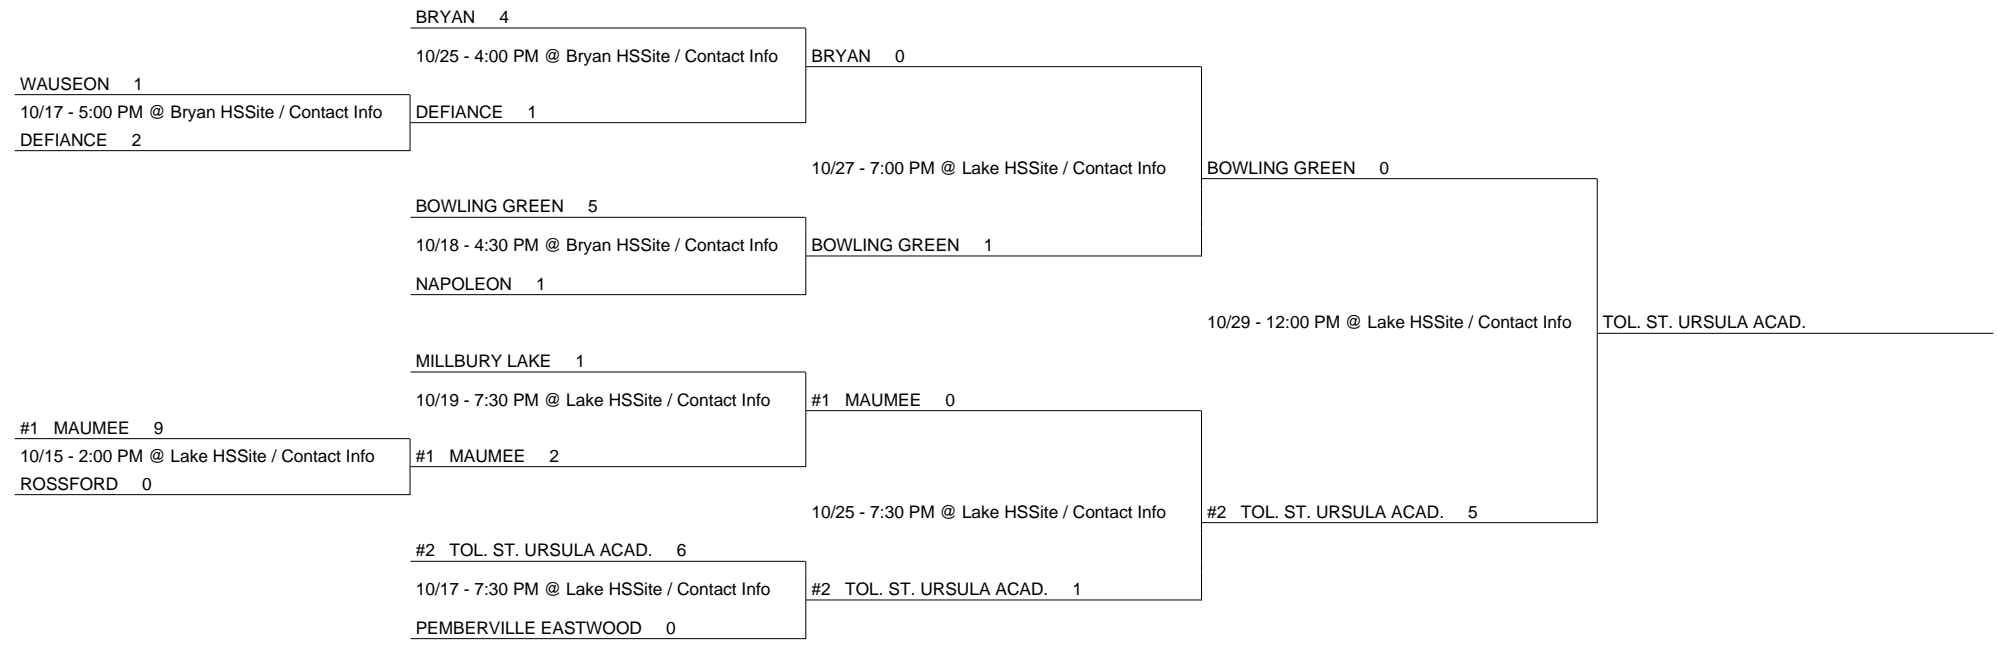 BRYAN 4
10/25 - 4:00 PM @ Bryan HSSite / Contact Info
BRYAN 0
WAUSEON 1
10/17 - 5:00 PM @ Bryan HSSite / Contact Info
DEFIANCE 1
DEFIANCE 2
10/27 - 7:00 PM @ Lake HSSite / Contact Info
BOWLING GREEN 0
BOWLING GREEN 5
10/18 - 4:30 PM @ Bryan HSSite / Contact Info
BOWLING GREEN 1
NAPOLEON 1
10/29 - 12:00 PM @ Lake HSSite / Contact Info
TOL. ST. URSULA ACAD.
MILLBURY LAKE 1
10/19 - 7:30 PM @ Lake HSSite / Contact Info
#1 MAUMEE 0
#1 MAUMEE 9
10/15 - 2:00 PM @ Lake HSSite / Contact Info
#1 MAUMEE 2
ROSSFORD 0
10/25 - 7:30 PM @ Lake HSSite / Contact Info
#2 TOL. ST. URSULA ACAD. 5
#2 TOL. ST. URSULA ACAD. 6
10/17 - 7:30 PM @ Lake HSSite / Contact Info
#2 TOL. ST. URSULA ACAD. 1
PEMBERVILLE EASTWOOD 0